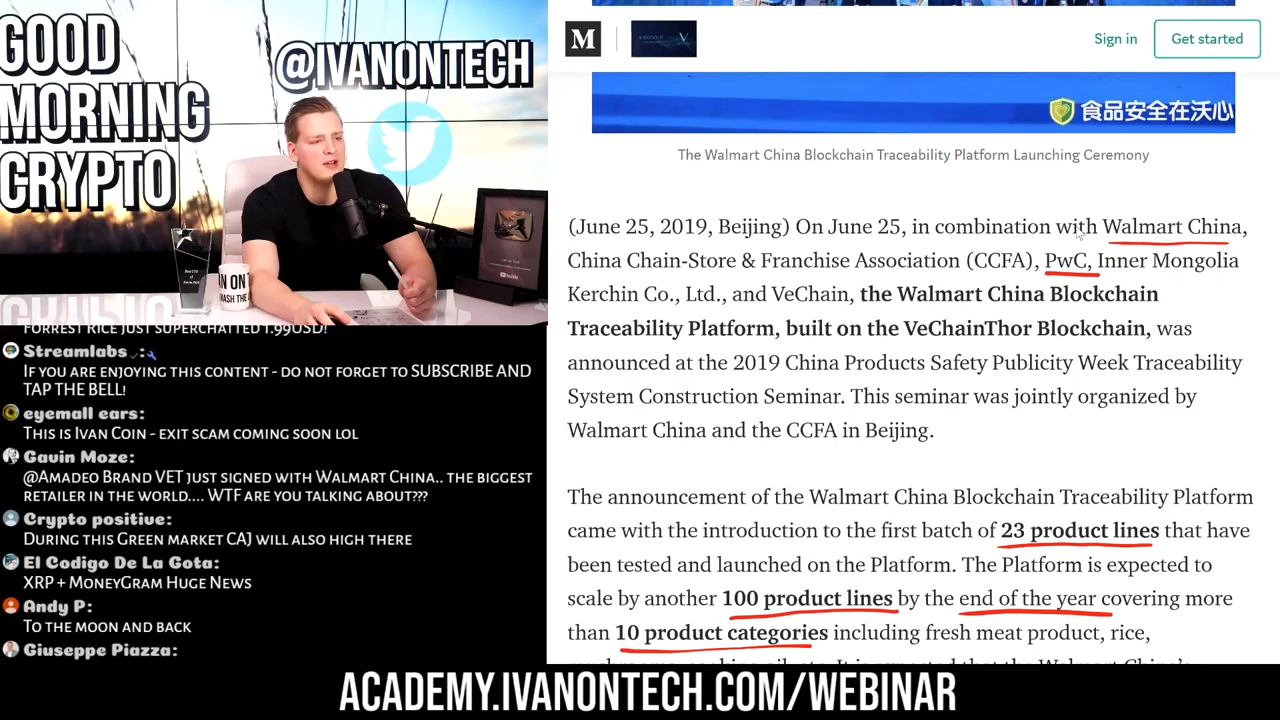 GOOD
MORNING
CRYPTO
@IVANONTECH
M
Sign in
Get started
食品安全在沃心
The Walmart China Blockchain Traceability Platform Launching Ceremony
(June 25, 2019, Beijing) On June 25, in combination with Walmart China,
China Chain-Store & Franchise Association (CCFA), PwC, Inner Mongolia
Kerchin Co., Ltd., and VeChain, the Walmart China Blockchain
Traceability Platform, built on the VeChainThor Blockchain, was
announced at the 2019 China Products Safety Publicity Week Traceability
System Construction Seminar. This seminar was jointly organized by
Walmart China and the CCFA in Beijing.
The announcement of the Walmart China Blockchain Traceability Platform
came with the introduction to the first batch of 23 product lines that have
been tested and launched on the Platform. The Platform is expected to
scale by another 100 product lines by the end of the year covering more
than 10 product categories including fresh meat product, rice,
FORREST RICE JUST SUPERCHATTED 1.99USD!
Streamlabs :
IF YOU ARE ENJOYING THIS CONTENT - DO NOT FORGET TO SUBSCRIBE AND
TAP THE BELL!
eyemall ears:
THIS IS IVAN COIN - EXIT SCAM COMING SOON LOL
Gavin Moze:
@AMADEO BRAND VET JUST SIGNED WITH WALMART CHINA.. THE BIGGEST
RETAILER IN THE WORLD.... WTF ARE YOU TALKING ABOUT???
Crypto positive:
DURING THIS GREEN MARKET CAJ WILL ALSO HIGH THERE
El Codigo De La Gota:
XRP + MONEYGRAM HUGE NEWS
Andy P:
TO THE MOON AND BACK
Giuseppe Piazza:
ACADEMY.IVANONTECH.COM/WEBINAR